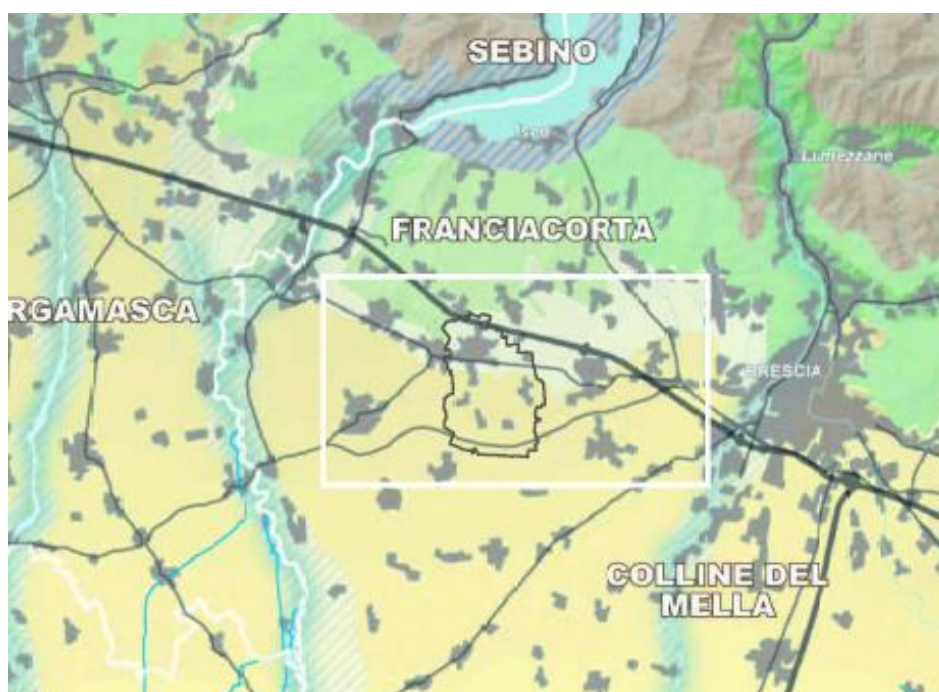 SEBINO
Iseo
Lumezzane
FRANCIACORTA
RGAMASCA
BRESCIA
COLLINE DEL
MELLA